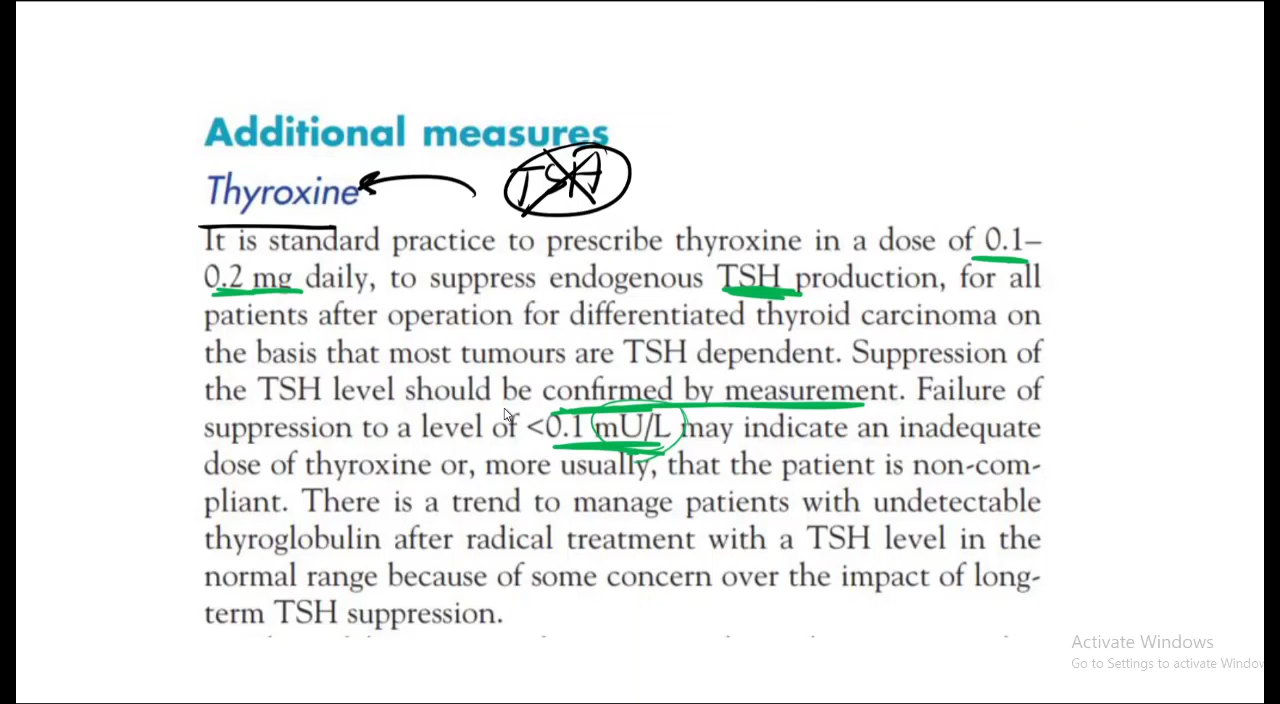 Additional measures
Thyroxine
TSH
It is standard practice to prescribe thyroxine in a dose of 0.1–
0.2 mg daily, to suppress endogenous TSH production, for all
patients after operation for differentiated thyroid carcinoma on
the basis that most tumours are TSH dependent. Suppression of
the TSH level should be confirmed by measurement. Failure of
suppression to a level of <0.1 mU/L may indicate an inadequate
dose of thyroxine or, more usually, that the patient is non-com-
pliant. There is a trend to manage patients with undetectable
thyroglobulin after radical treatment with a TSH level in the
normal range because of some concern over the impact of long-
term TSH suppression.
Activate Windows
Go to Settings to activate Window